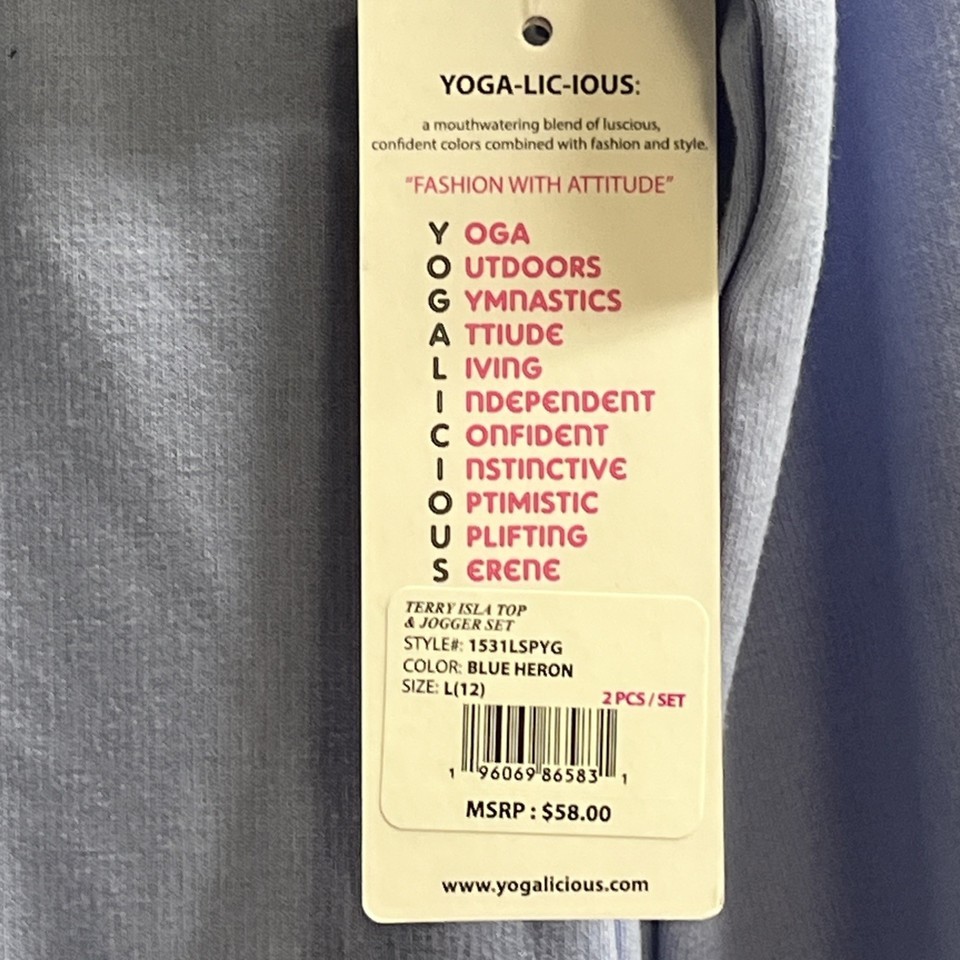 YOGA-LIC-IOUS:
a mouthwatering blend of luscious,
confident colors combined with fashion and style.
"FASHION WITH ATTITUDE"
Y OGA
O UTDOORS
G YMNASTICS
A TTIUDE
L IVING
I NDEPENDENT
C ONFIDENT
I NSTINCTIVE
O PTIMISTIC
U PLIFTING
S ERENE
TERRY ISLA TOP
& JOGGER SET
STYLE#: 1531LSPYG
COLOR: BLUE HERON
SIZE: L(12)
2 PCS / SET
1 96069 86583 1
MSRP : $58.00
www.yogalicious.com